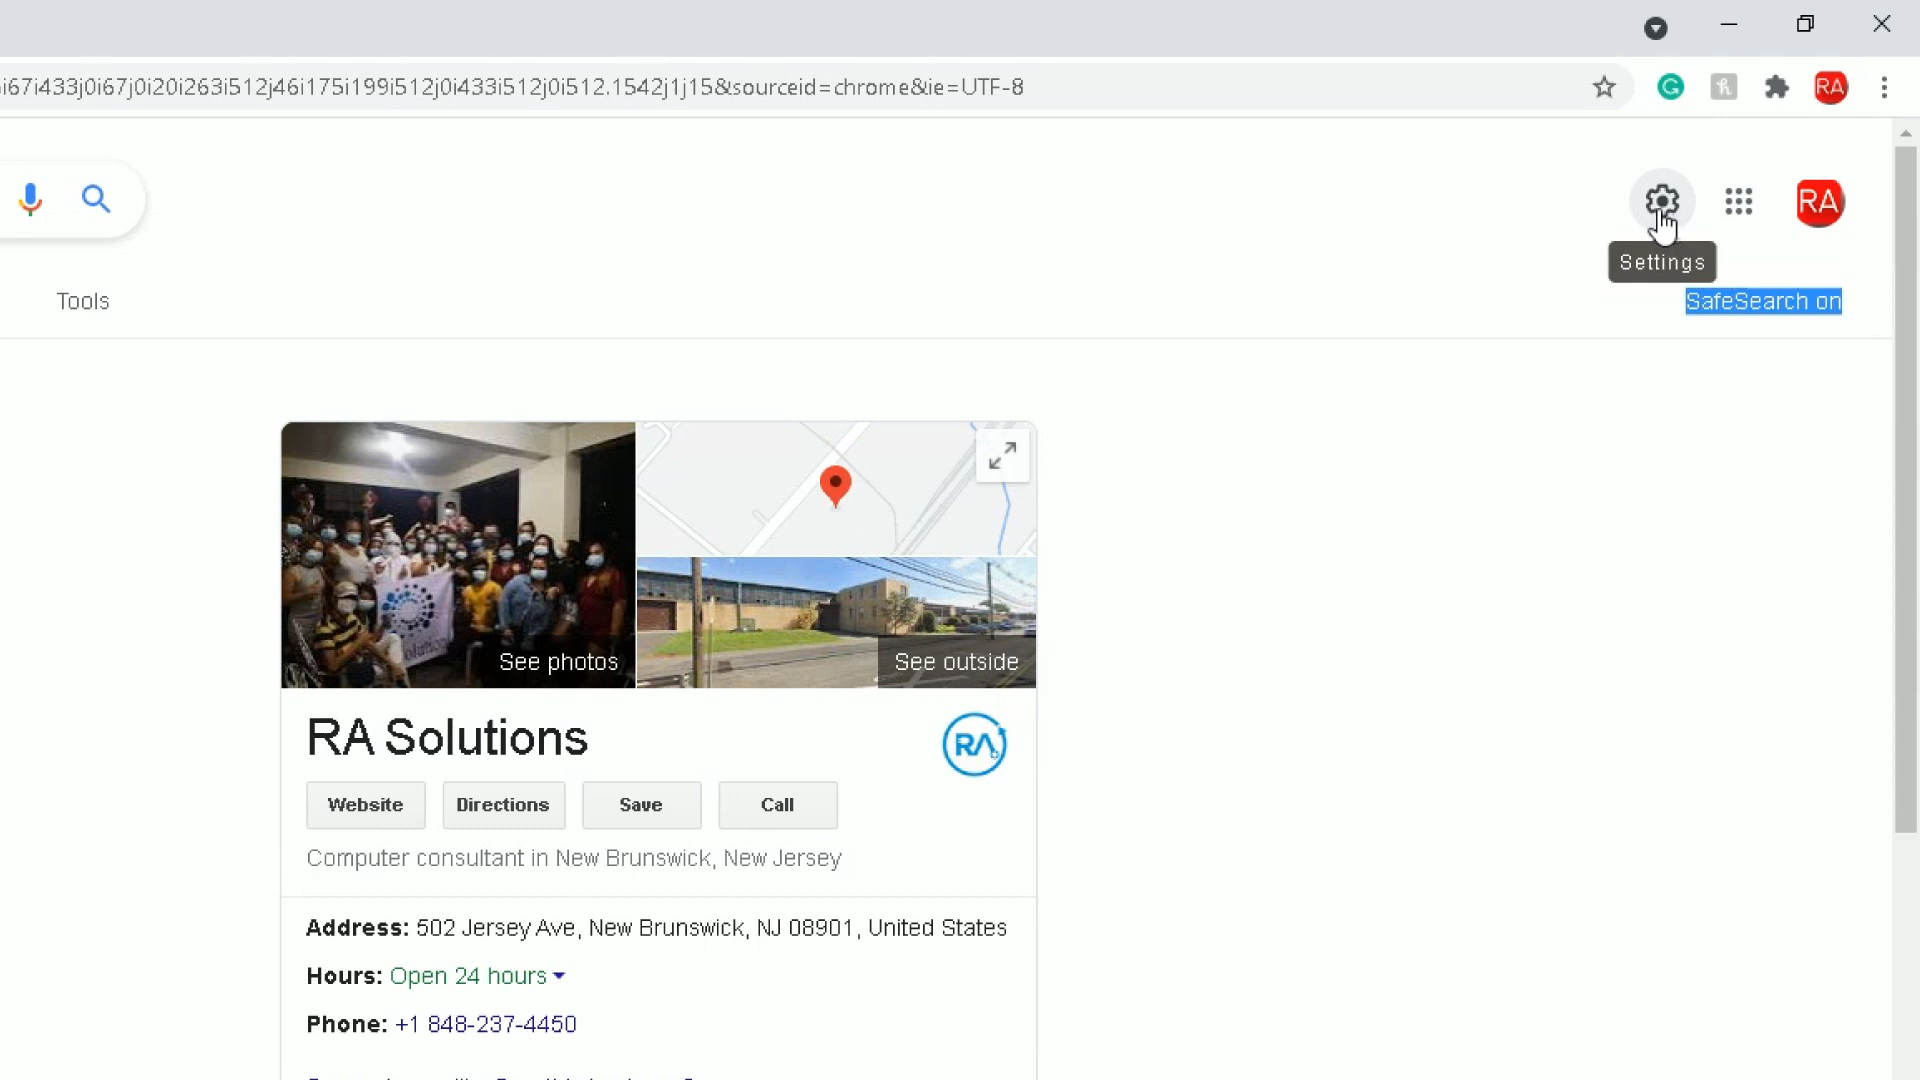 i67i433j0i67j0i20i263i512j46i175i199i512j0i433i512j0i512.1542j1j15&sourceid=chrome&ie=UTF-8
RA
RA
Settings
Tools
SafeSearch on
See photos
See outside
RA Solutions
RA
Website
Directions
Save
Call
Computer consultant in New Brunswick, New Jersey
Address: 502 Jersey Ave, New Brunswick, NJ 08901, United States
Hours: Open 24 hours
Phone: +1 848-237-4450